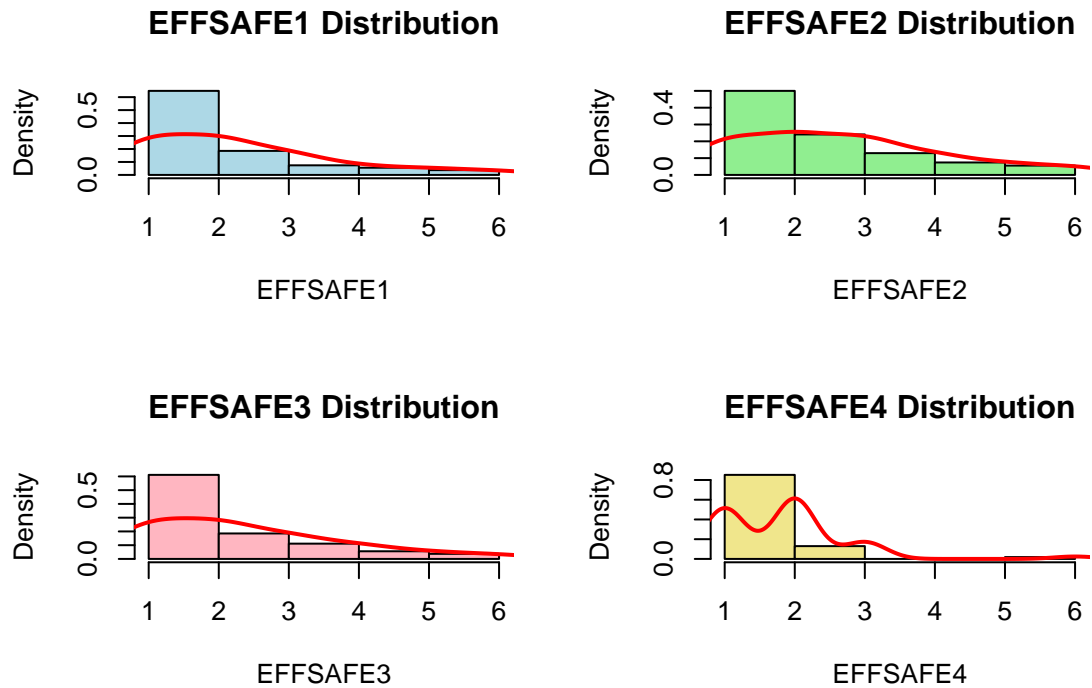 EFFSAFE1 Distribution
Density
0.0 0.5
1 2 3 4 5 6
EFFSAFE1
EFFSAFE2 Distribution
Density
0.0 0.4
1 2 3 4 5 6
EFFSAFE2
EFFSAFE3 Distribution
Density
0.0 0.5
1 2 3 4 5 6
EFFSAFE3
EFFSAFE4 Distribution
Density
0.0 0.8
1 2 3 4 5 6
EFFSAFE4